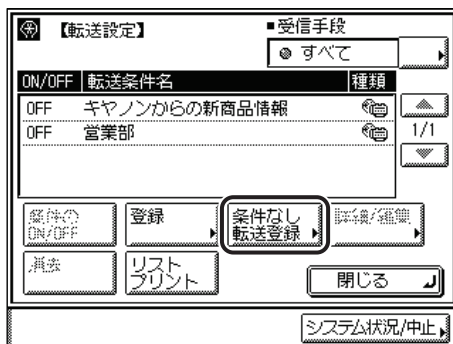 【転送設定】
■受信手段
すべて
ON/OFF 転送条件名 種類
OFF キヤノンからの新商品情報
OFF 営業部
1/1
条件の
ON/OFF
登録
条件なし
転送登録
詳細/編集
消去
リスト
プリント
閉じる
システム状況/中止